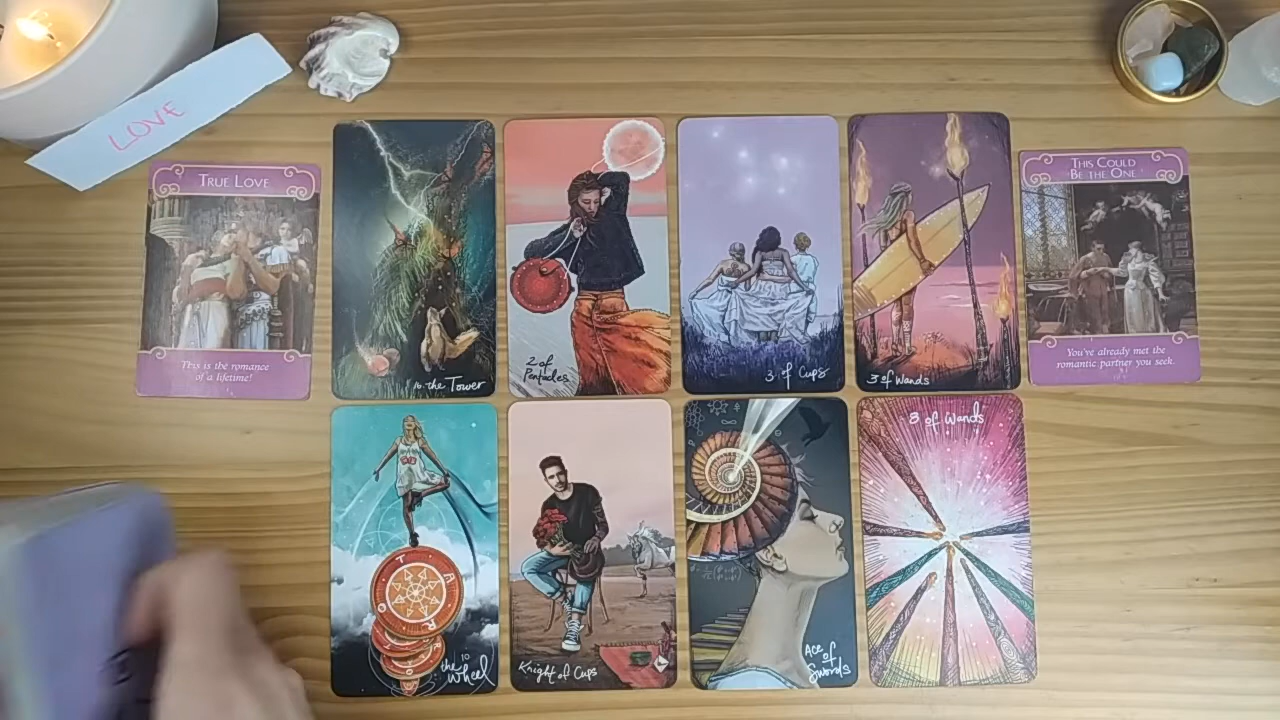 LOVE
TRUE LOVE
This is the romance
of a lifetime!
16 the Tower
2 of
Pentacles
3 of Cups
3 of Wands
THIS COULD
BE THE ONE
You've already met the
romantic partner you seek.
T A R O
10
the Wheel
Knight of Cups
Ace
of
Swords
8 of Wands